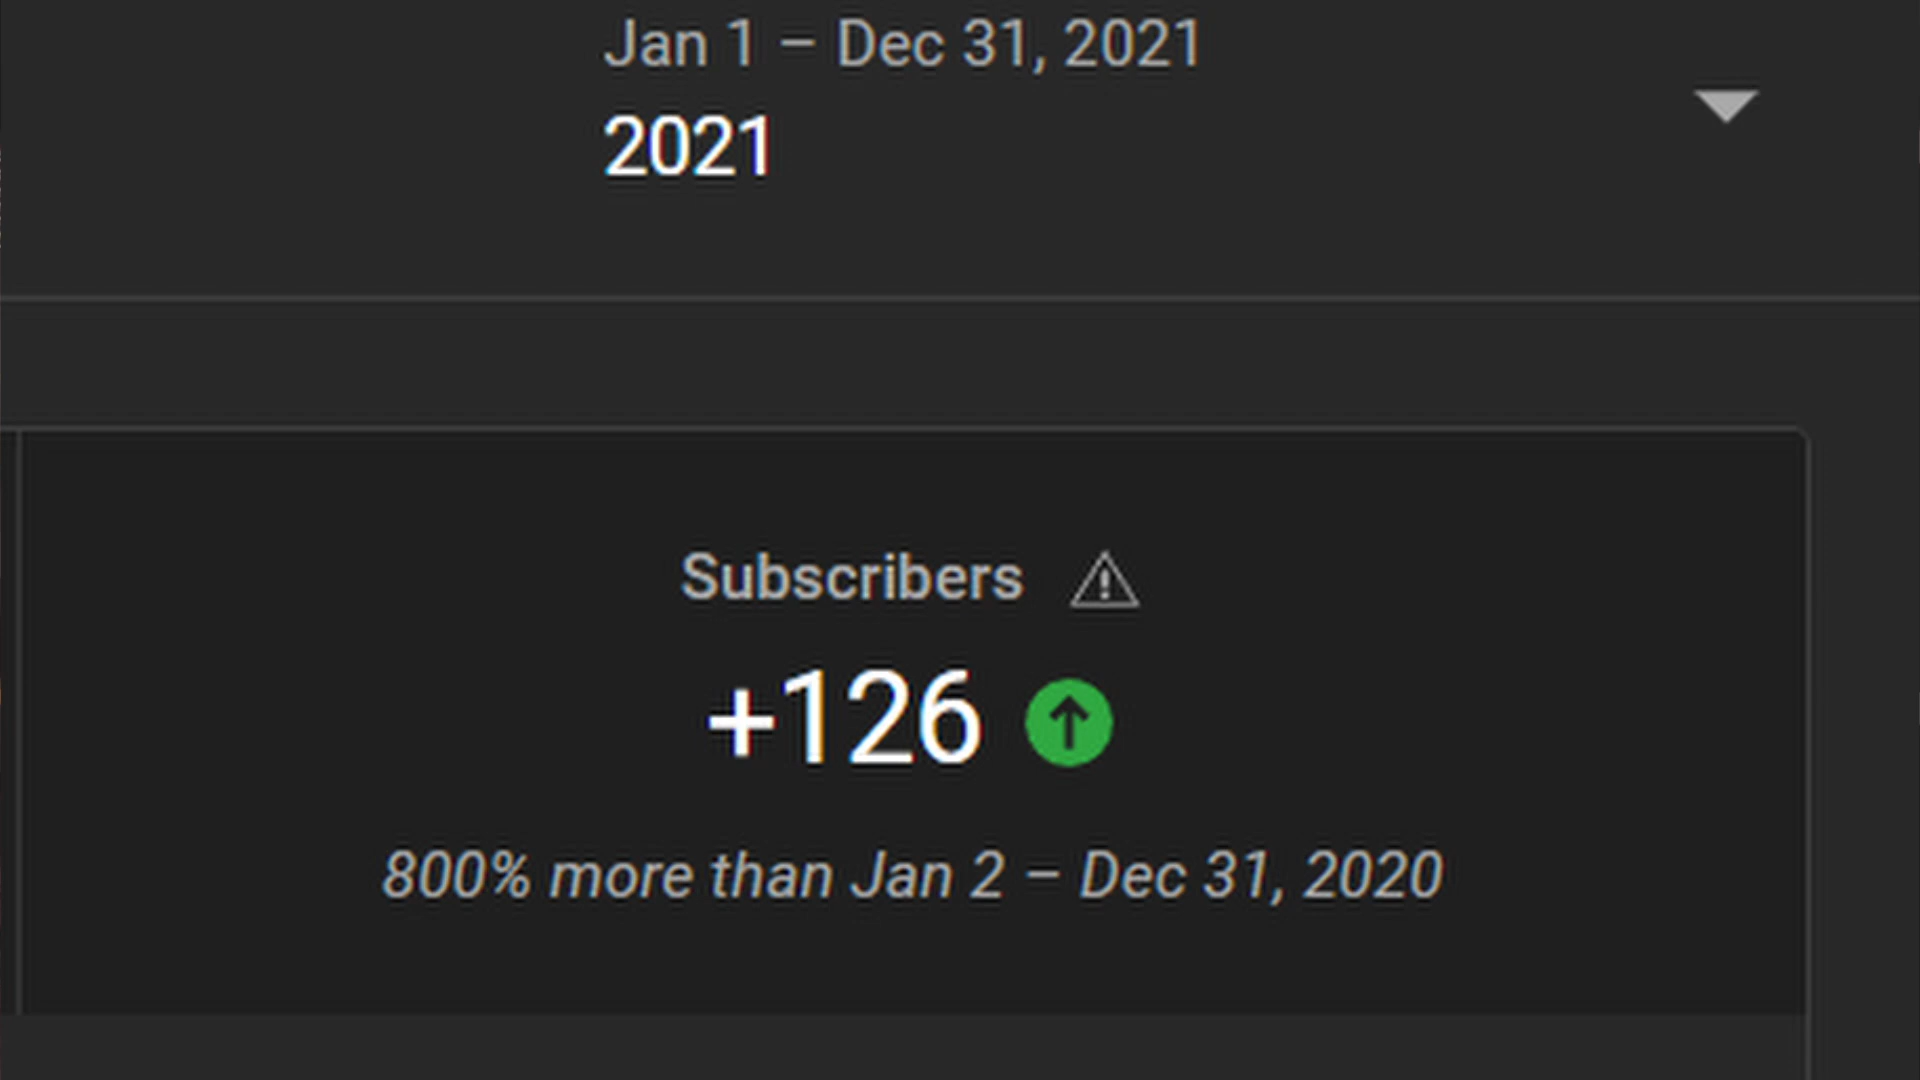 Jan 1 – Dec 31, 2021
2021
Subscribers
+126
800% more than Jan 2 – Dec 31, 2020